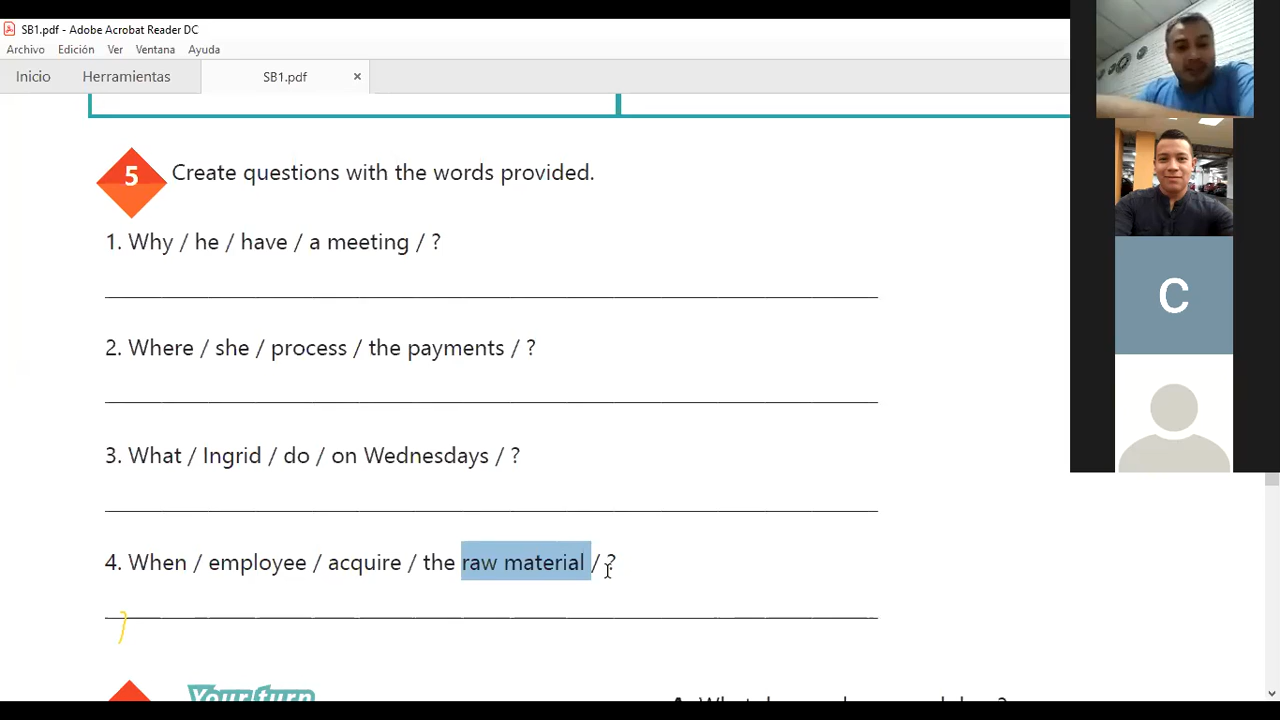 SB1.pdf - Adobe Acrobat Reader DC
Archivo Edición Ver Ventana Ayuda
Inicio Herramientas SB1.pdf ×
5 Create questions with the words provided.
1. Why / he / have / a meeting / ?
2. Where / she / process / the payments / ?
3. What / Ingrid / do / on Wednesdays / ?
4. When / employee / acquire / the raw material / ?
Your turn
C